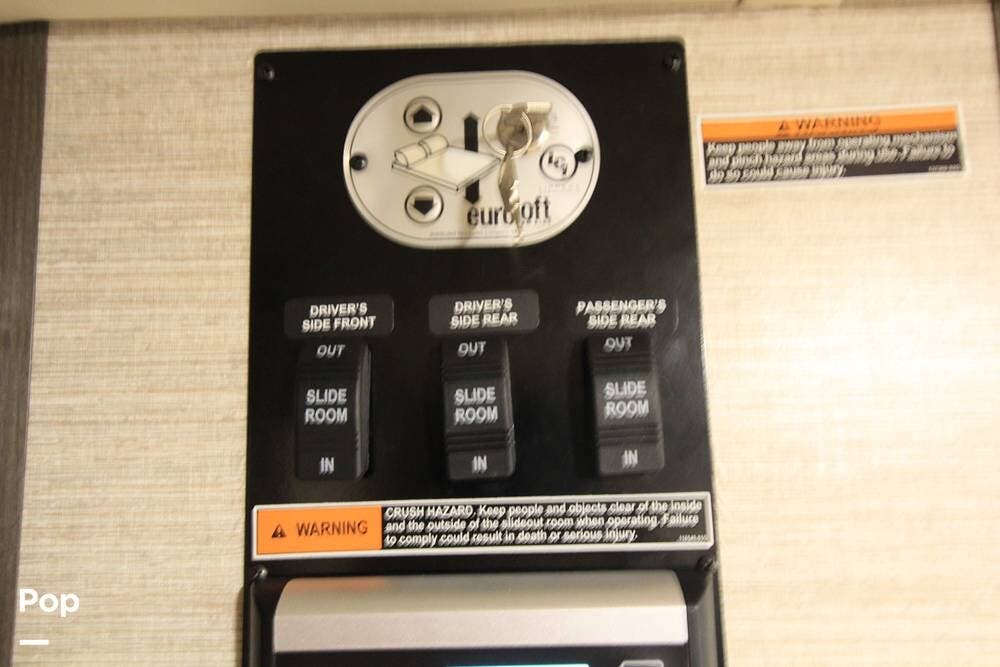 LCI
euroloft
WARNING
Keep people away from operating mechanism
and pinch hazard areas during use. Failure to
do so could cause injury.
DRIVER'S
SIDE FRONT
DRIVER'S
SIDE REAR
PASSENGER'S
SIDE REAR
OUT
SLIDE
ROOM
IN
OUT
SLIDE
ROOM
IN
OUT
SLIDE
ROOM
IN
WARNING
CRUSH HAZARD. Keep people and objects clear of the inside
and the outside of the slideout room when operating. Failure
to comply could result in death or serious injury.
Pop